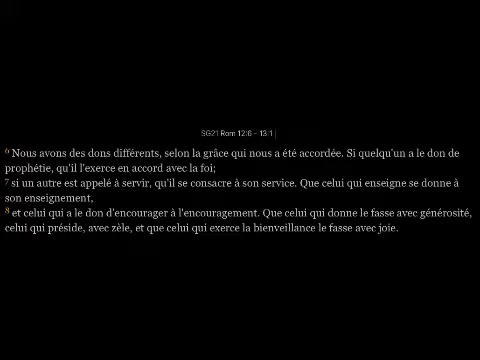 SG21 Rom 12:6 - 13:1
6 Nous avons des dons différents, selon la grâce qui nous a été accordée. Si quelqu'un a le don de
prophétie, qu'il l'exerce en accord avec la foi;
7 si un autre est appelé à servir, qu'il se consacre à son service. Que celui qui enseigne se donne à
son enseignement,
8 et celui qui a le don d'encourager à l'encouragement. Que celui qui donne le fasse avec générosité,
celui qui préside, avec zèle, et que celui qui exerce la bienveillance le fasse avec joie.